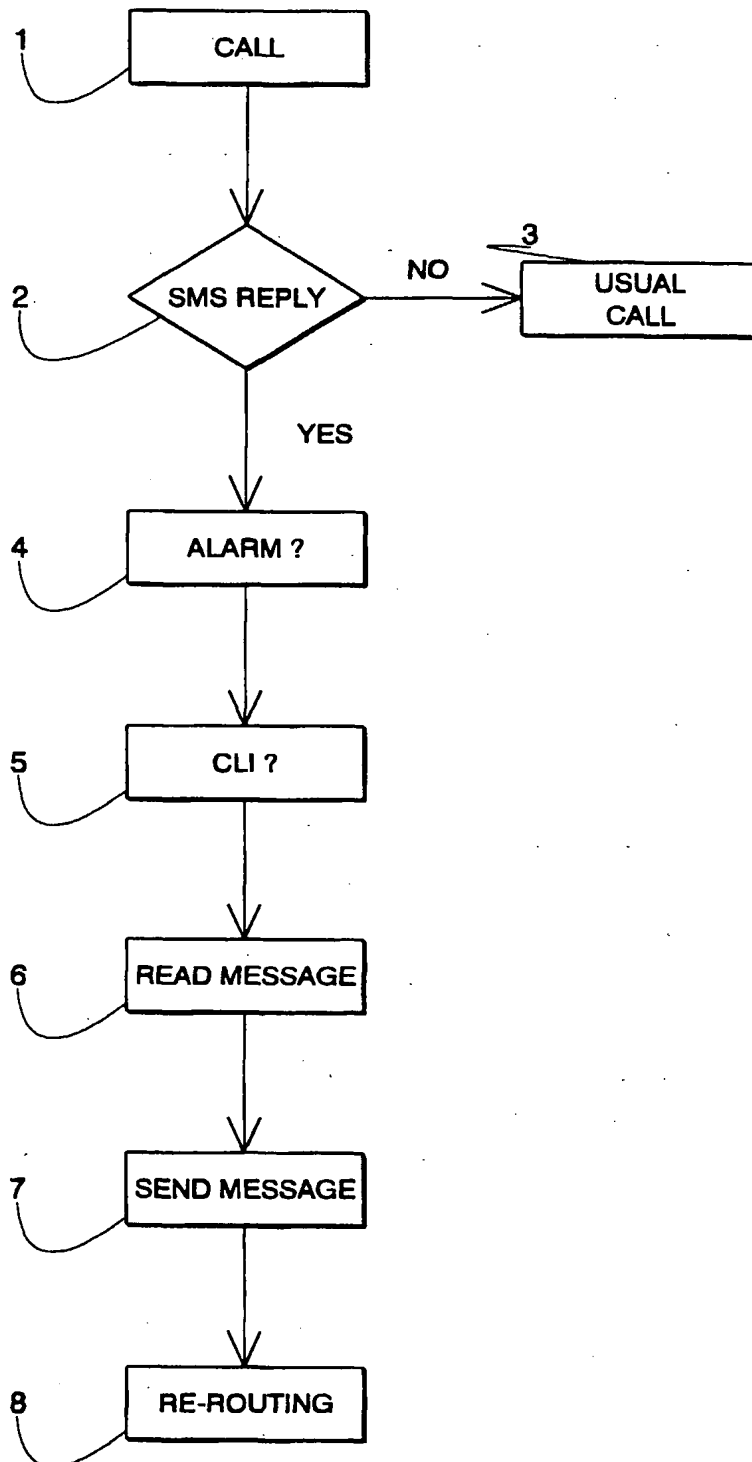 1
CALL
2
SMS REPLY
NO
3
USUAL
CALL
YES
4
ALARM ?
5
CLI ?
6
READ MESSAGE
7
SEND MESSAGE
8
RE-ROUTING